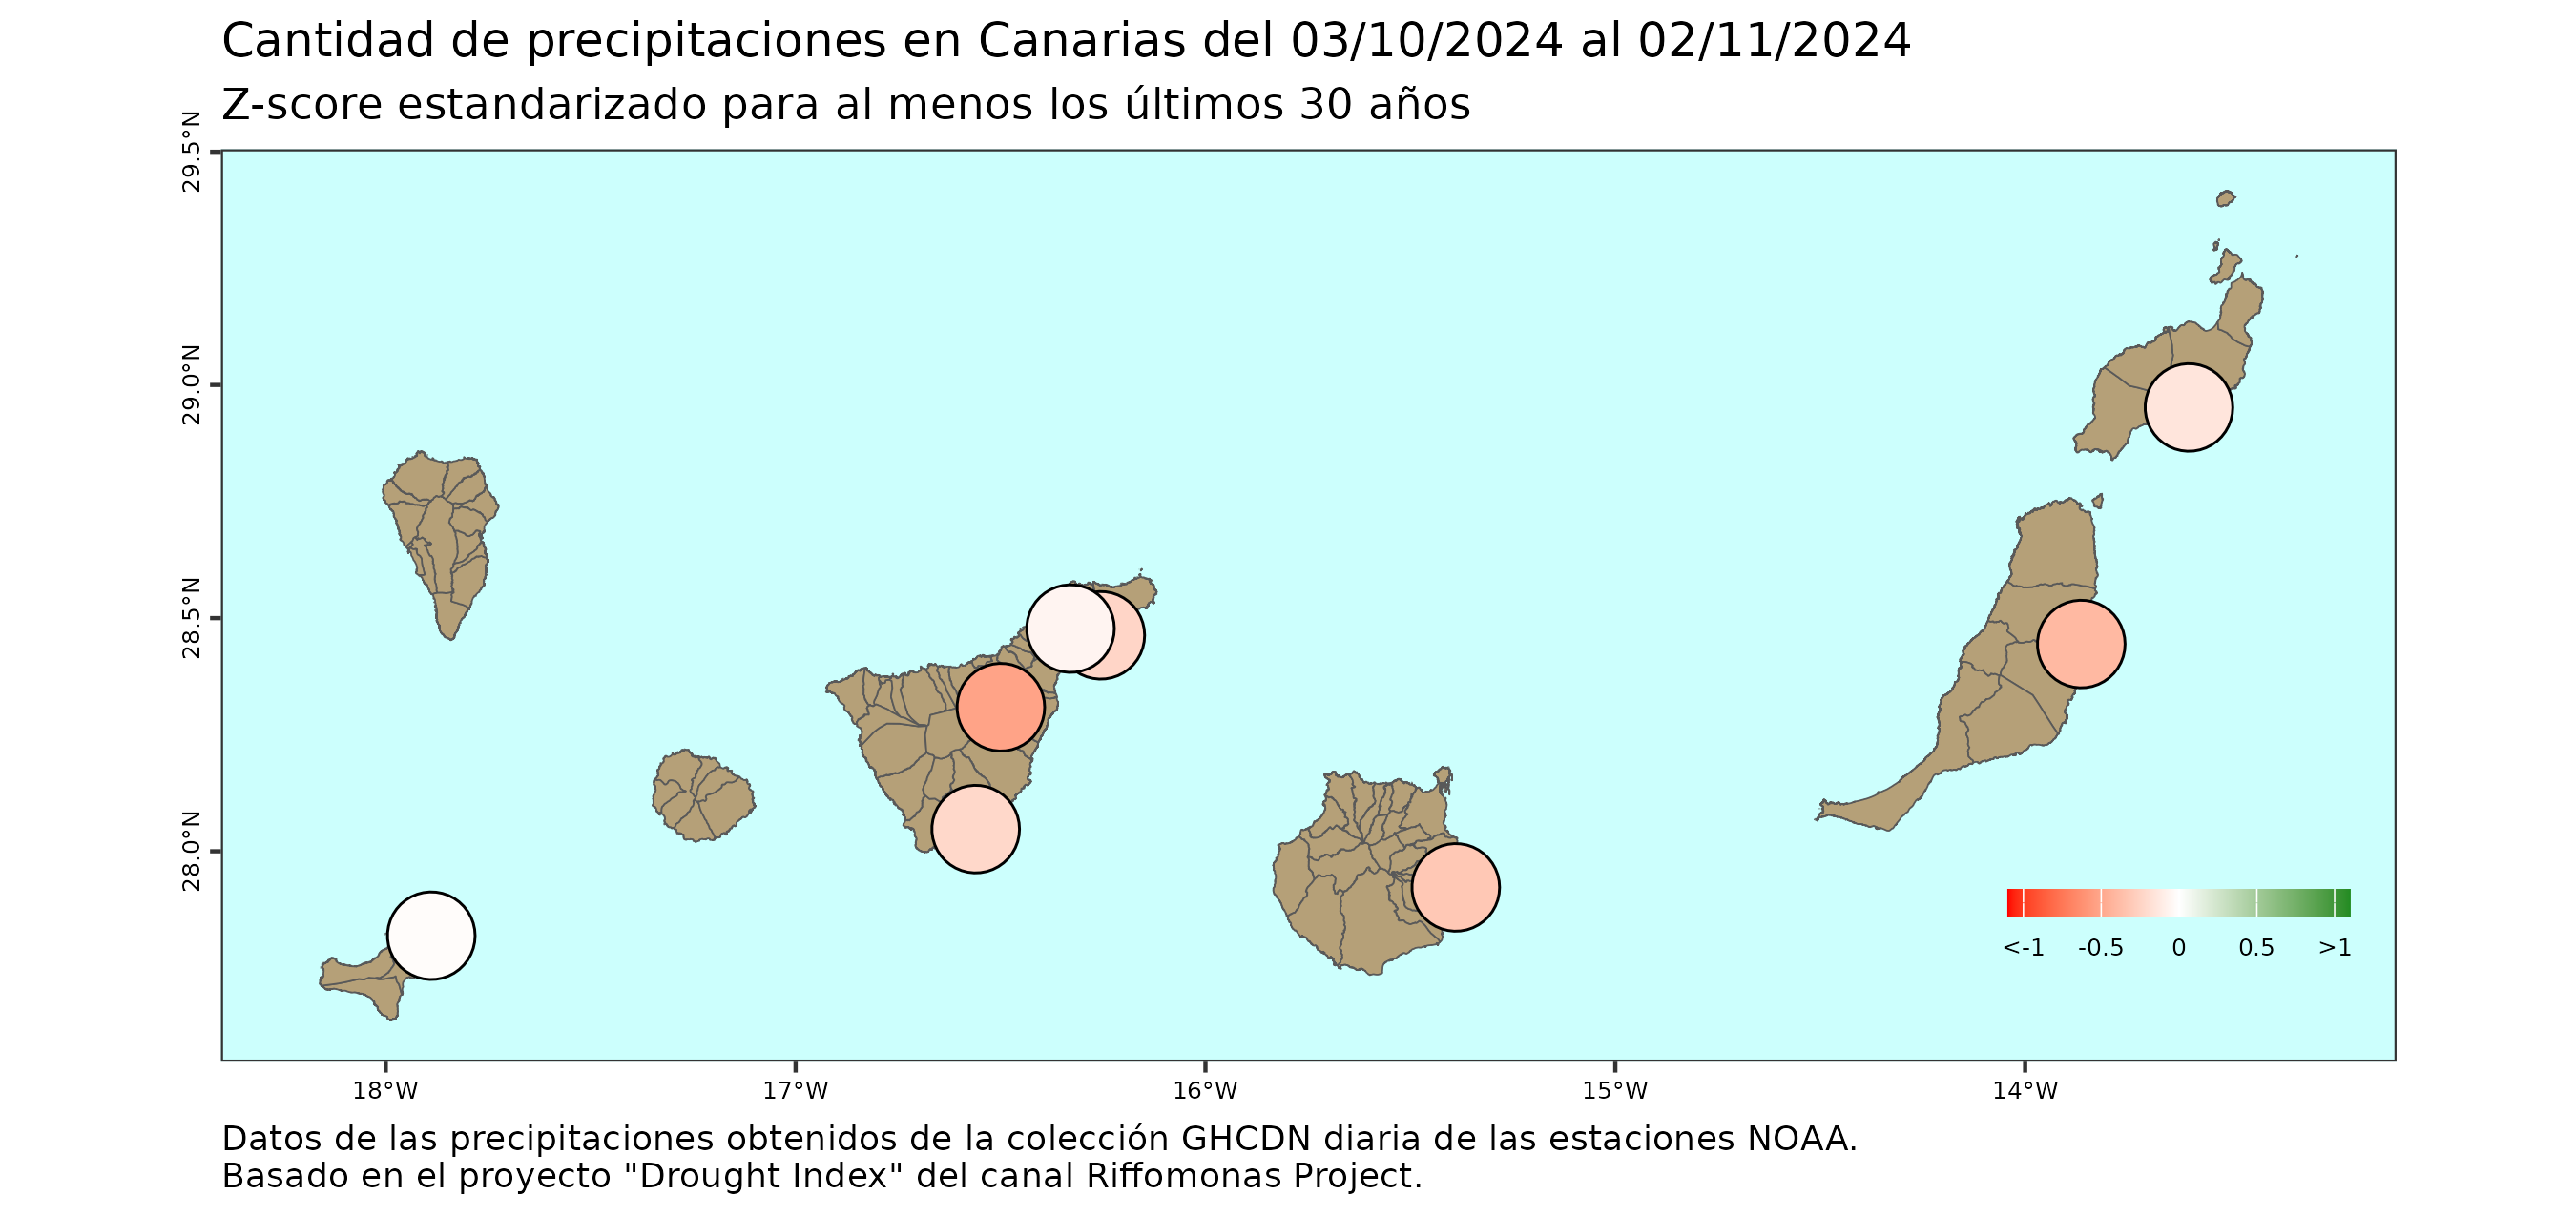 Cantidad de precipitaciones en Canarias del 03/10/2024 al 02/11/2024
Z-score estandarizado para al menos los últimos 30 años
29.5°N
29.0°N
28.5°N
28.0°N
<-1 -0.5 0 0.5 >1
18°W 17°W 16°W 15°W 14°W
Datos de las precipitaciones obtenidos de la colección GHCDN diaria de las estaciones NOAA.
Basado en el proyecto "Drought Index" del canal Riffomonas Project.